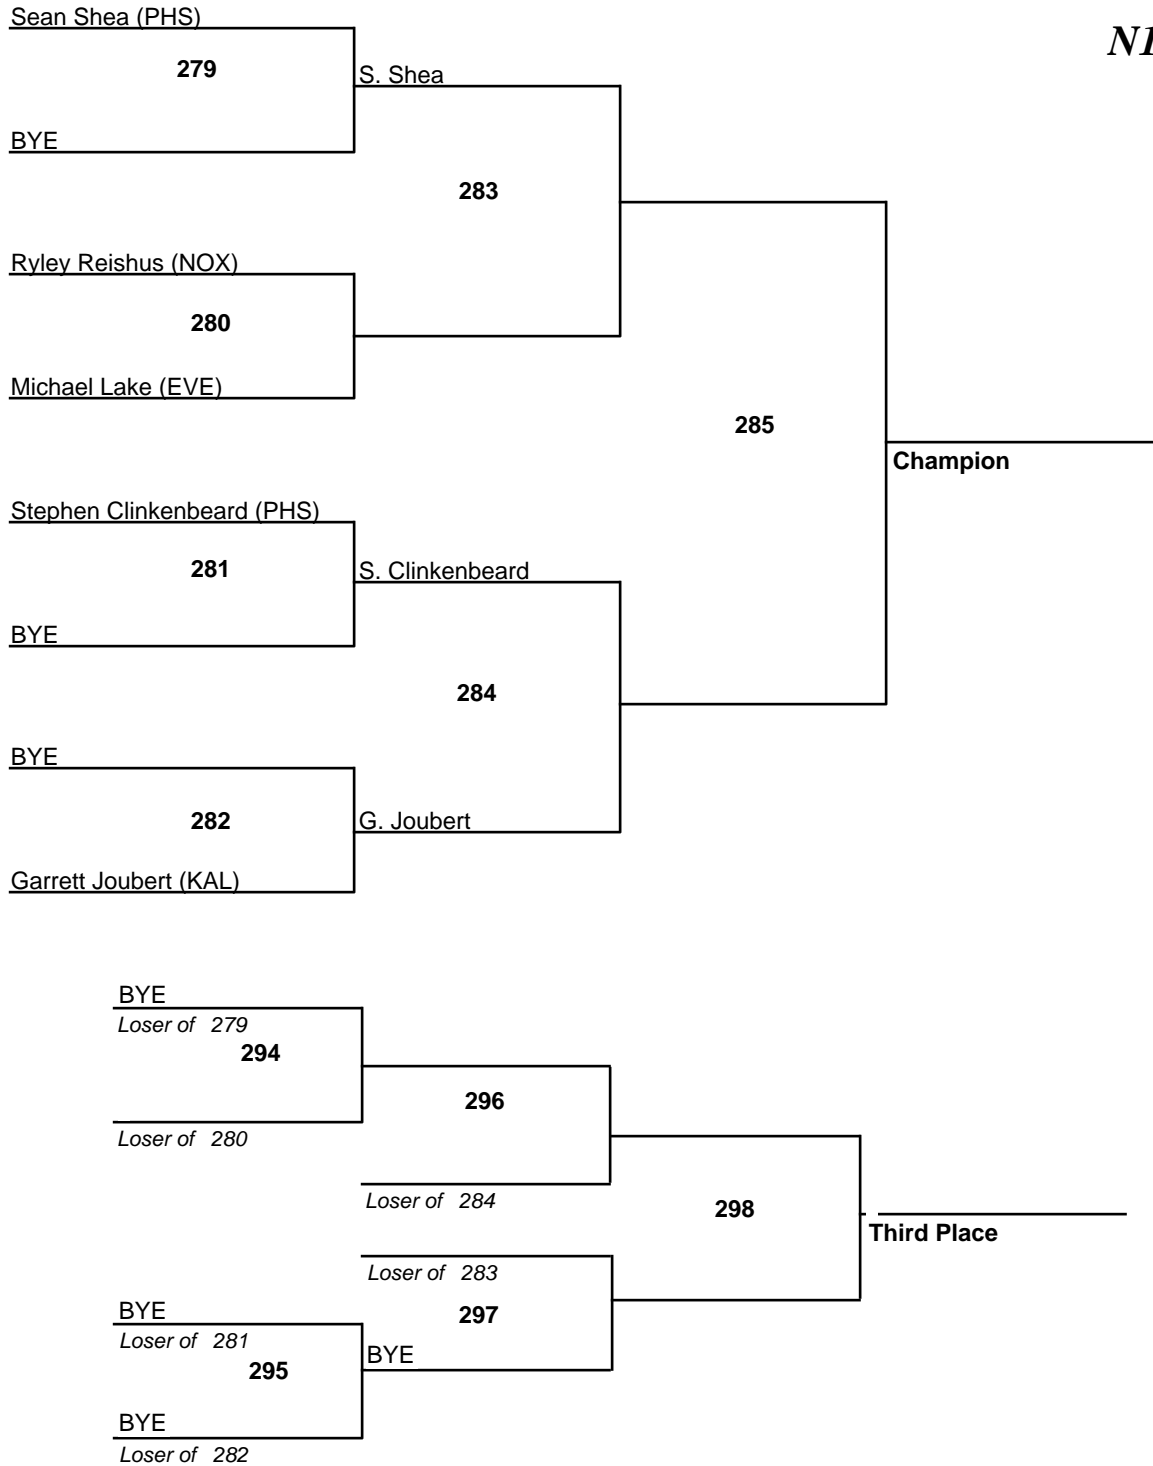 Sean Shea (PHS)
N1
279
S. Shea
BYE
283
Ryley Reishus (NOX)
280
Michael Lake (EVE)
285
Champion
Stephen Clinkenbeard (PHS)
281
S. Clinkenbeard
BYE
284
BYE
282
G. Joubert
Garrett Joubert (KAL)
BYE
Loser of 279
294
296
Loser of 280
Loser of 284
298
Third Place
Loser of 283
BYE
297
Loser of 281
BYE
295
BYE
Loser of 282